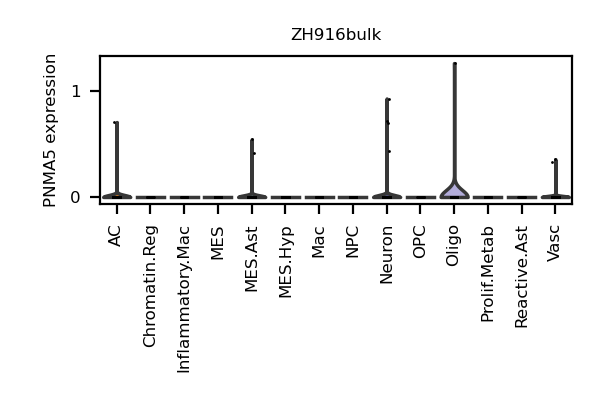 ZH916bulk
PNMA5 expression
1
0
AC
Chromatin.Reg
Inflammatory.Mac
MES
MES.Ast
MES.Hyp
Mac
NPC
Neuron
OPC
Oligo
Prolif.Metab
Reactive.Ast
Vasc